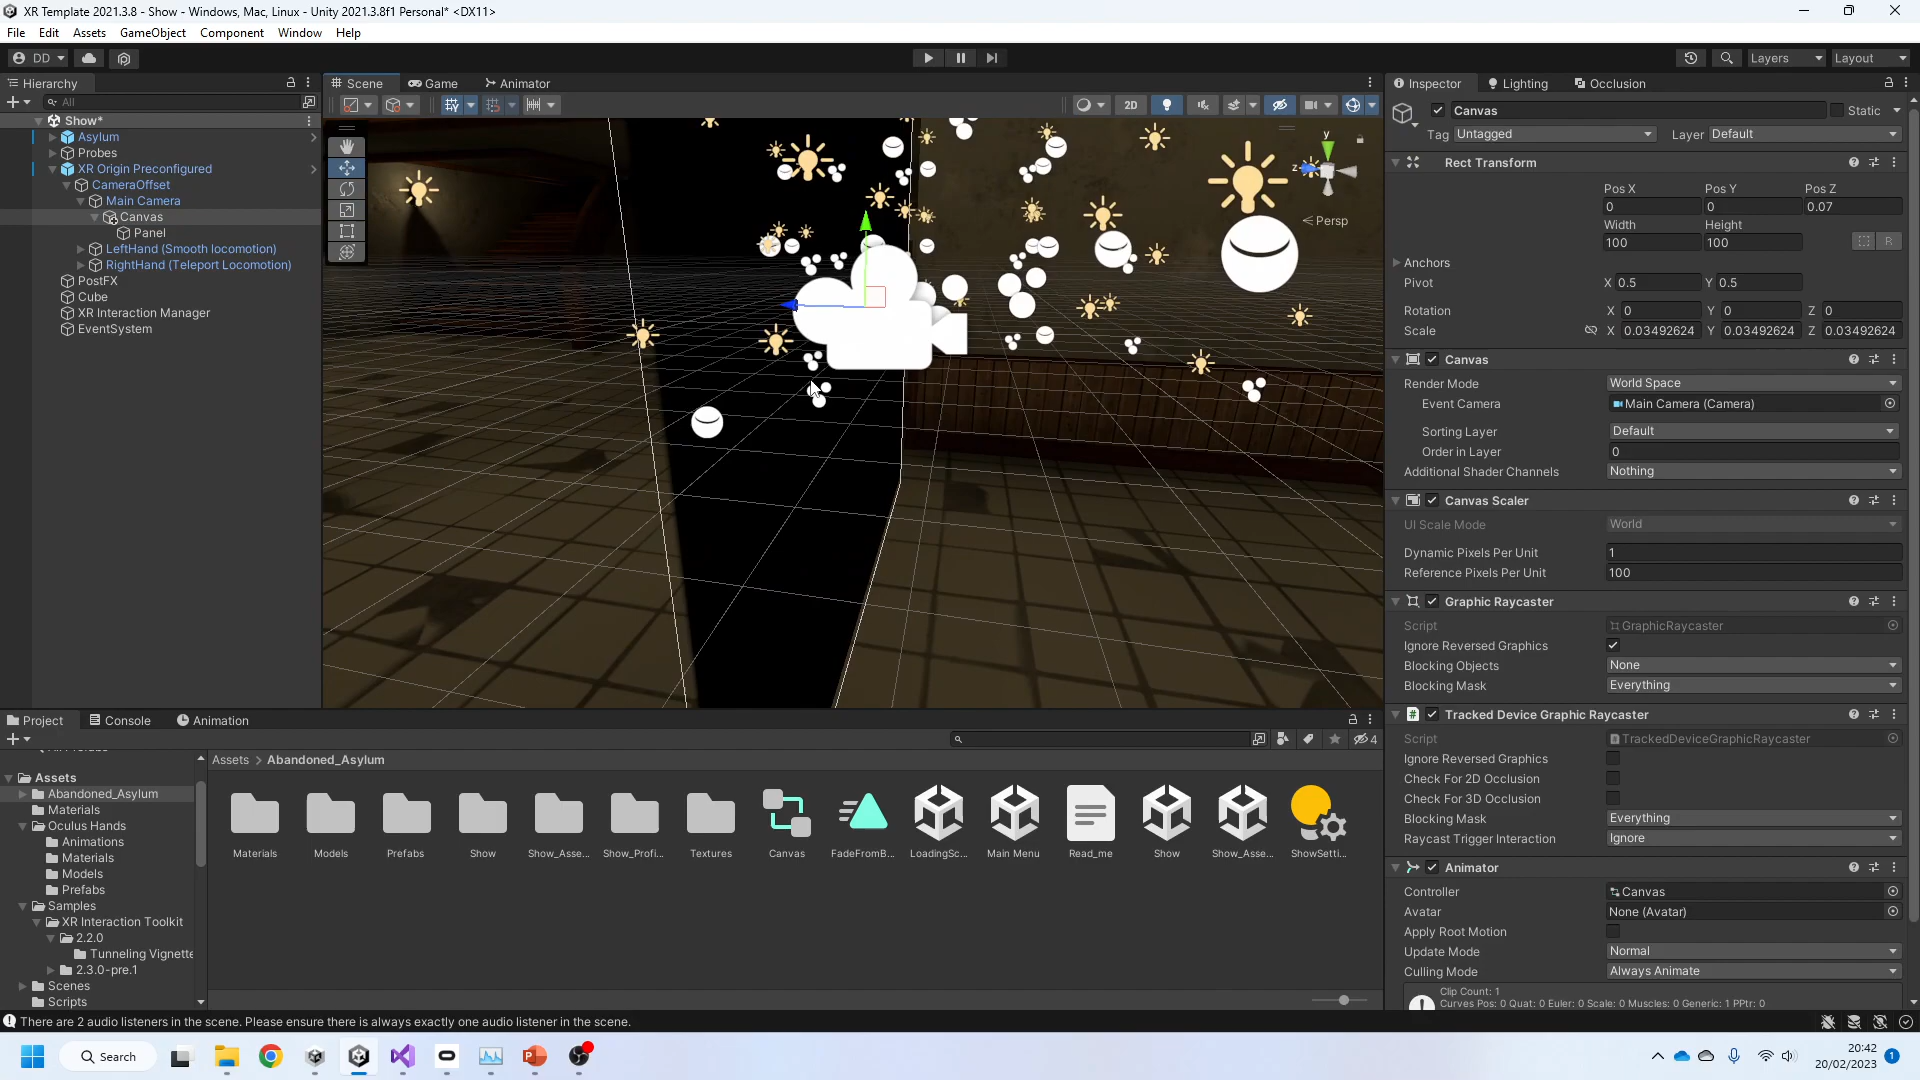 XR Template 2021.3.8 - Show - Windows, Mac, Linux - Unity 2021.3.8f1 Personal* <DX11>
File Edit Assets GameObject Component Window Help
DD Layers Layout
Hierarchy
All
Show*
Asylum
Probes
XR Origin Preconfigured
CameraOffset
Main Camera
Canvas
Panel
LeftHand (Smooth locomotion)
RightHand (Teleport Locomotion)
PostFX
Cube
XR Interaction Manager
EventSystem
Scene Game Animator
2D
y
z
Persp
Inspector Lighting Occlusion
Canvas Static
Tag Untagged Layer Default
Rect Transform
Pos X Pos Y Pos Z
0 0 0.07
Width Height
100 100
R
Anchors
Pivot X 0.5 Y 0.5
Rotation X 0 Y 0 Z 0
Scale X 0.03492624 Y 0.03492624 Z 0.03492624
Canvas
Render Mode World Space
Event Camera Main Camera (Camera)
Sorting Layer Default
Order in Layer 0
Additional Shader Channels Nothing
Canvas Scaler
UI Scale Mode World
Dynamic Pixels Per Unit 1
Reference Pixels Per Unit 100
Graphic Raycaster
Script GraphicRaycaster
Ignore Reversed Graphics
Blocking Objects None
Blocking Mask Everything
Tracked Device Graphic Raycaster
Script TrackedDeviceGraphicRaycaster
Ignore Reversed Graphics
Check For 2D Occlusion
Check For 3D Occlusion
Blocking Mask Everything
Raycast Trigger Interaction Ignore
Animator
Controller Canvas
Avatar None (Avatar)
Apply Root Motion
Update Mode Normal
Culling Mode Always Animate
Clip Count: 1
Curves Pos: 0 Quat: 0 Euler: 0 Scale: 0 Muscles: 0 Generic: 1 PPtr: 0
Project Console Animation
4
Assets
Abandoned_Asylum
Materials
Oculus Hands
Animations
Materials
Models
Prefabs
Samples
XR Interaction Toolkit
2.2.0
Tunneling Vignette
2.3.0-pre.1
Scenes
Scripts
Assets > Abandoned_Asylum
Materials Models Prefabs Show Show_Asse... Show_Profi... Textures Canvas FadeFromB... LoadingSc... Main Menu Read_me Show Show_Asse... ShowSetti...
There are 2 audio listeners in the scene. Please ensure there is always exactly one audio listener in the scene.
Search
20:42
20/02/2023
1